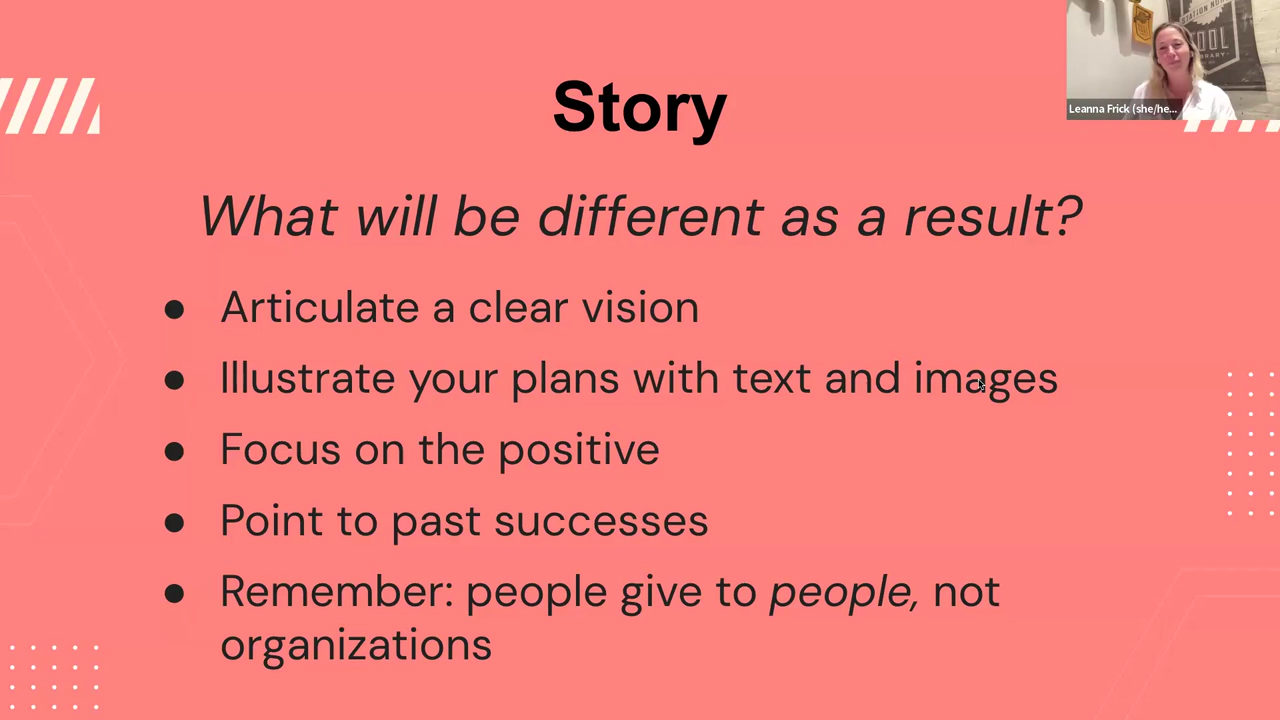 Story
What will be different as a result?
● Articulate a clear vision
● Illustrate your plans with text and images
● Focus on the positive
● Point to past successes
● Remember: people give to people, not
organizations
Leanna Frick (she/he...